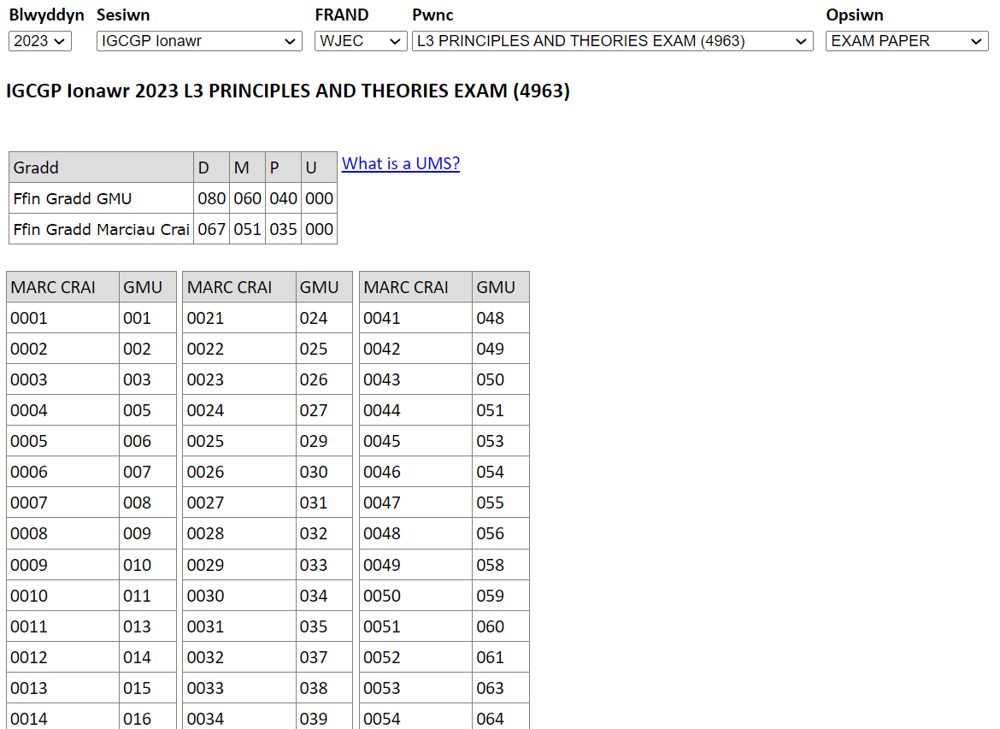 Blwyddyn Sesiwn FRAND Pwnc Opsiwn
2023 IGCGP Ionawr WJEC L3 PRINCIPLES AND THEORIES EXAM (4963) EXAM PAPER
IGCGP Ionawr 2023 L3 PRINCIPLES AND THEORIES EXAM (4963)
Gradd D M P U What is a UMS?
Ffin Gradd GMU 080 060 040 000
Ffin Gradd Marciau Crai 067 051 035 000
MARC CRAI GMU MARC CRAI GMU MARC CRAI GMU
0001 001 0021 024 0041 048
0002 002 0022 025 0042 049
0003 003 0023 026 0043 050
0004 005 0024 027 0044 051
0005 006 0025 029 0045 053
0006 007 0026 030 0046 054
0007 008 0027 031 0047 055
0008 009 0028 032 0048 056
0009 010 0029 033 0049 058
0010 011 0030 034 0050 059
0011 013 0031 035 0051 060
0012 014 0032 037 0052 061
0013 015 0033 038 0053 063
0014 016 0034 039 0054 064